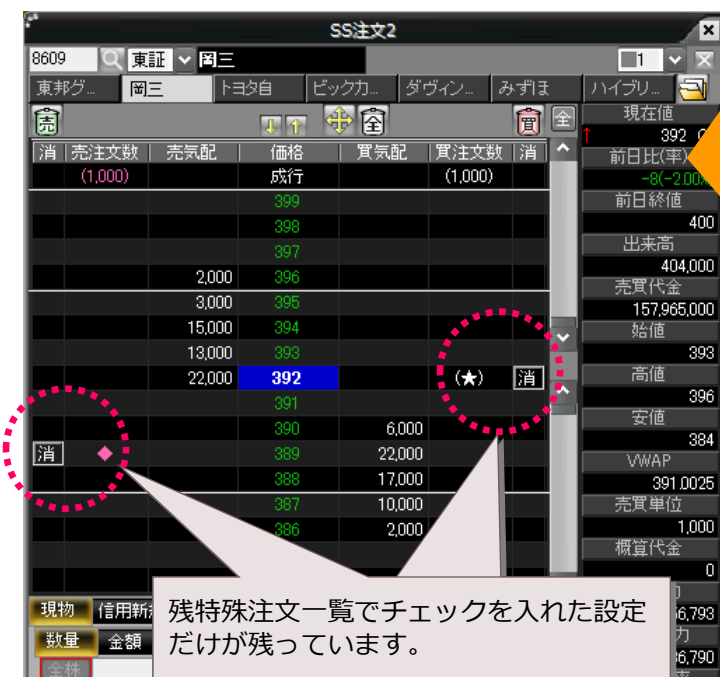 SS注文2
8609 東証 岡三 1
東邦グ... 岡三 トヨタ自 ビックカ... ダヴィン... みずほ ハイブリ...
売 全 買 全
消 売注文数 売気配 価格 買気配 買注文数 消
(1,000) 成行 (1,000)
399
398
397
2,000 396
3,000 395
15,000 394
13,000 393
22,000 392 (★) 消
391
390 6,000
消 ◆ 389 22,000
388 17,000
387 10,000
386 2,000
現在値
↑ 392
前日比(率)
-8(-2.00
前日終値
400
出来高
404,000
売買代金
157,965,000
始値
393
高値
396
安値
384
VWAP
391.0025
売買単位
1,000
概算代金
0
6,793
力
6,790
現物 信用新
数量 金額
全株
残特殊注文一覧でチェックを入れた設定
だけが残っています。